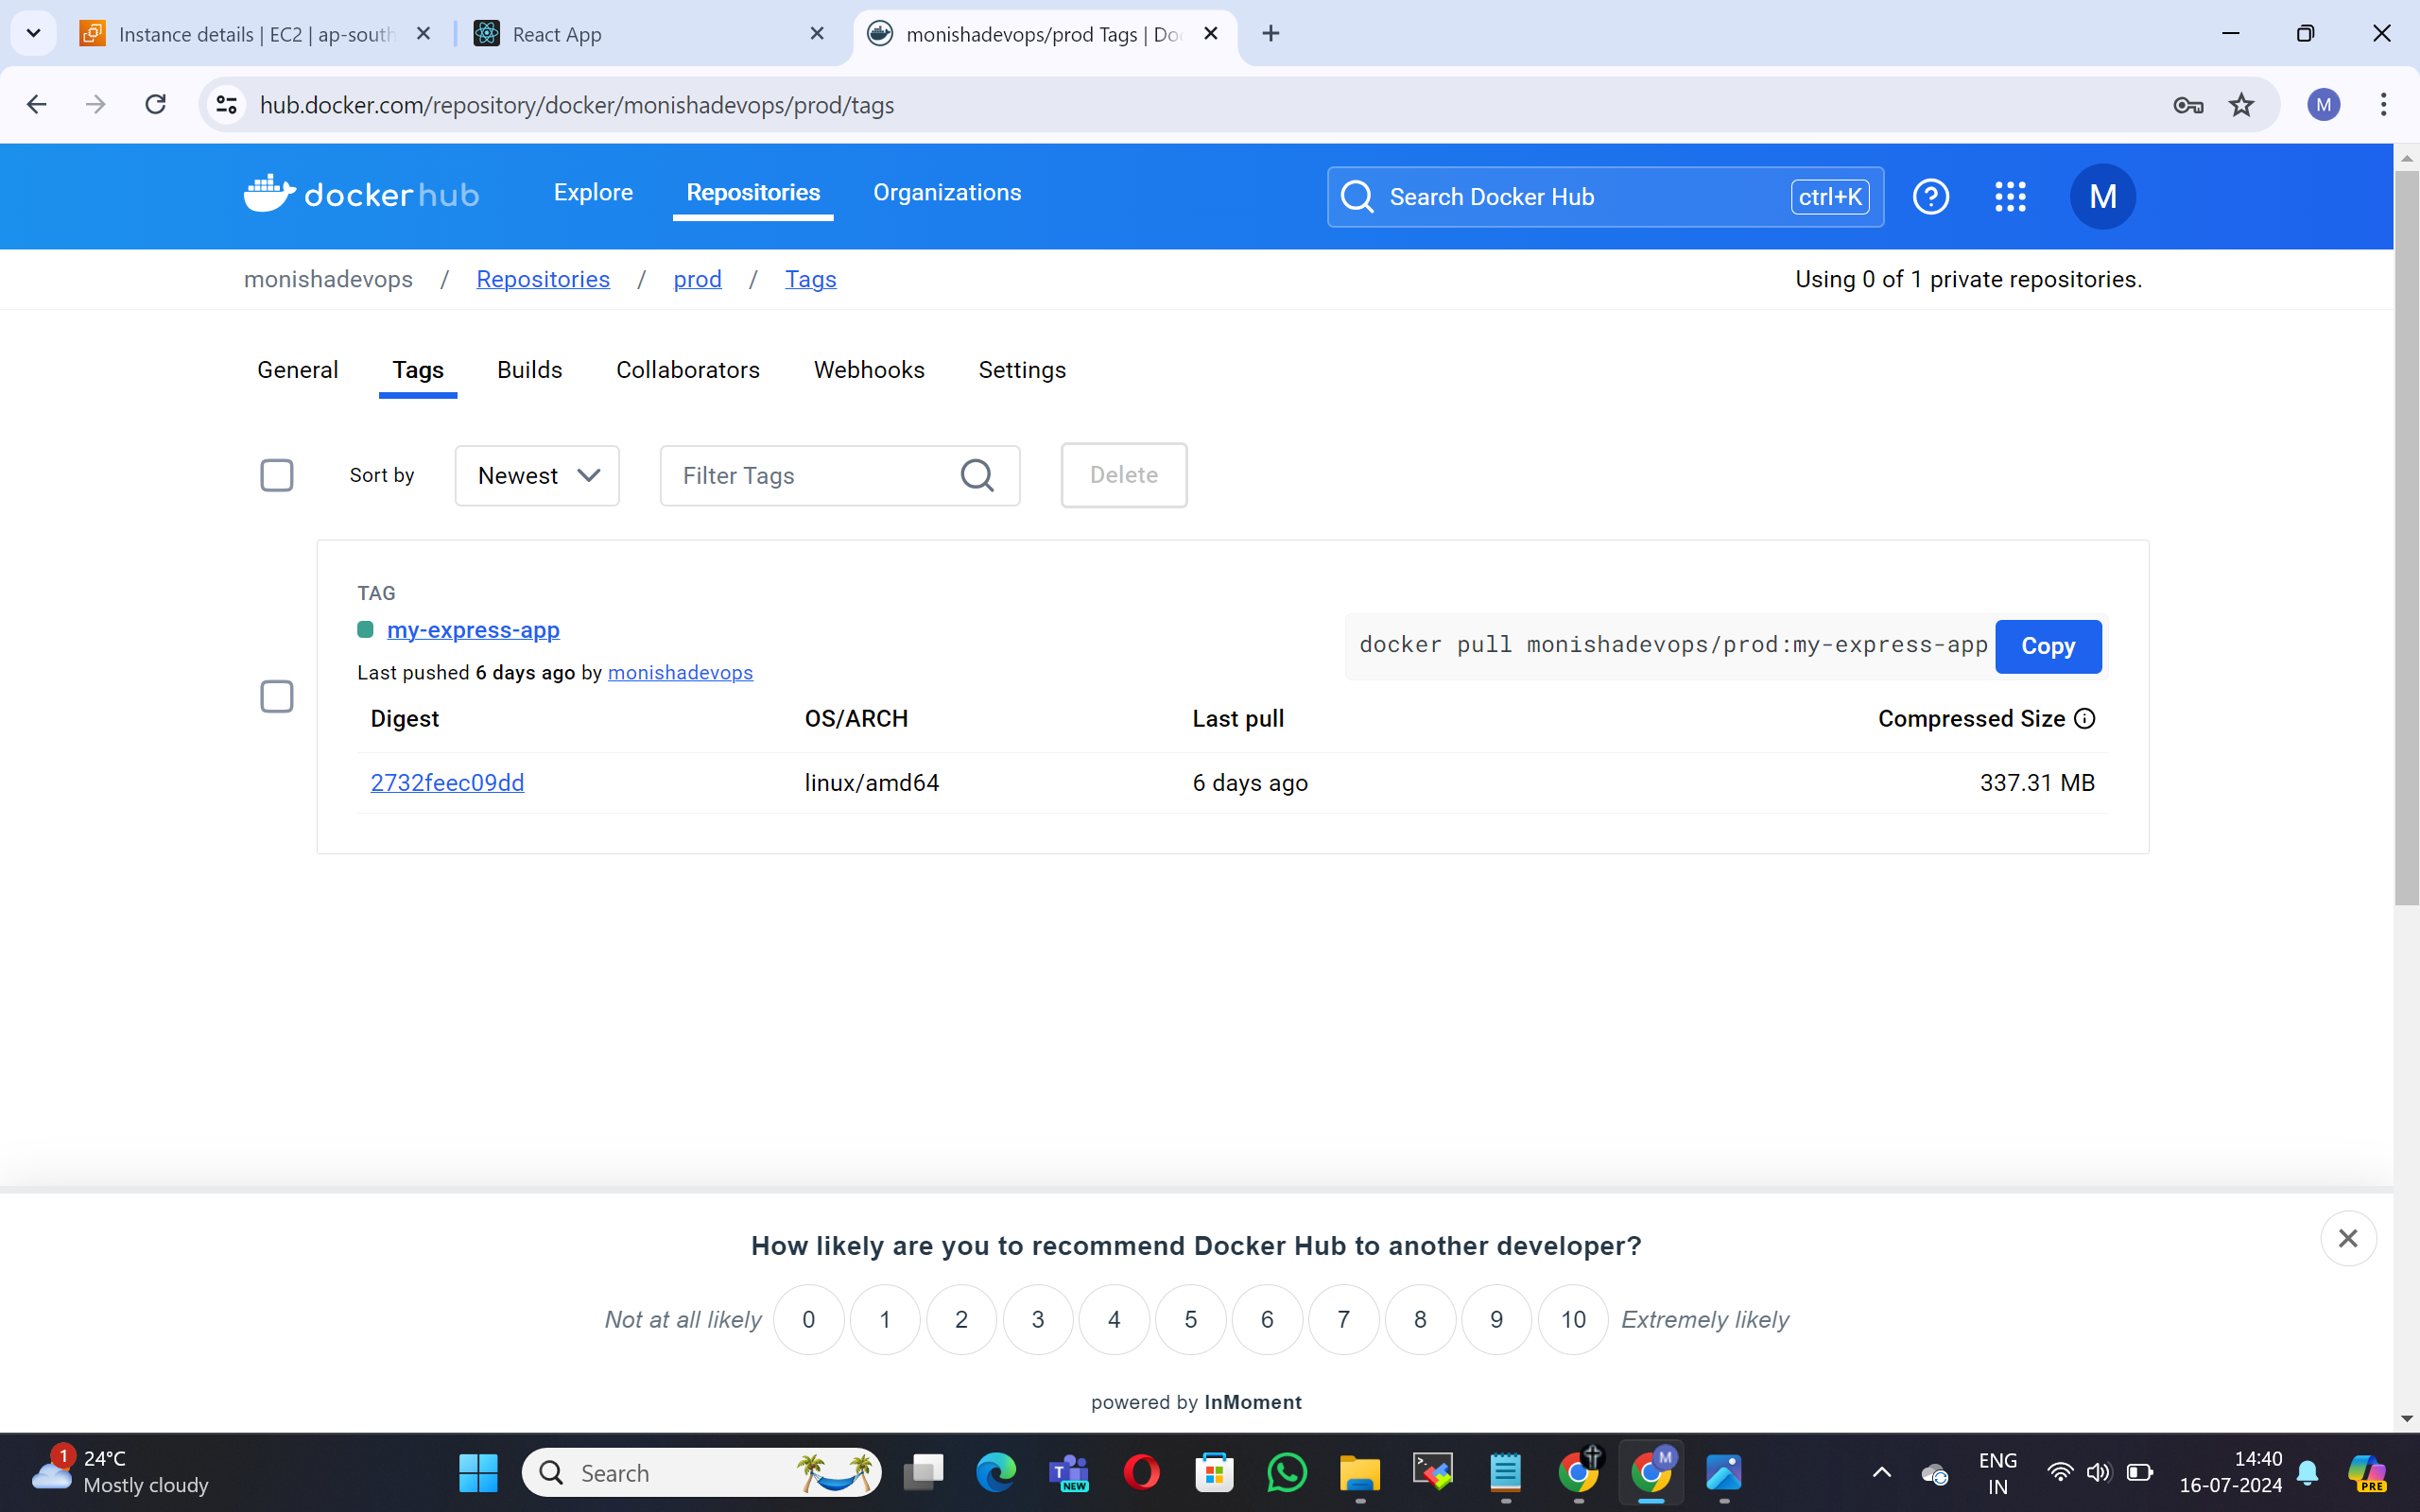 Instance details | EC2 | ap-south
React App
monishadevops/prod Tags | Do
hub.docker.com/repository/docker/monishadevops/prod/tags
M
dockerhub
Explore
Repositories
Organizations
Search Docker Hub
ctrl+K
M
monishadevops / Repositories / prod / Tags
Using 0 of 1 private repositories.
General
Tags
Builds
Collaborators
Webhooks
Settings
Sort by
Newest
Filter Tags
Delete
TAG
my-express-app
docker pull monishadevops/prod:my-express-app
Copy
Last pushed 6 days ago by monishadevops
Digest
OS/ARCH
Last pull
Compressed Size
2732feec09dd
linux/amd64
6 days ago
337.31 MB
How likely are you to recommend Docker Hub to another developer?
Not at all likely 0 1 2 3 4 5 6 7 8 9 10 Extremely likely
powered by InMoment
1
24°C
Mostly cloudy
Search
T
NEW
M
ENG
IN
14:40
16-07-2024
PRE